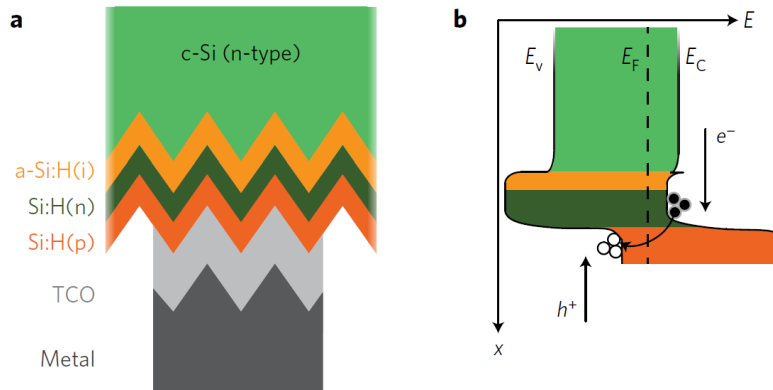 a
c-Si (n-type)
a-Si:H(i)
Si:H(n)
Si:H(p)
TCO
Metal
b
E
Ev
EF
EC
e−
h+
x